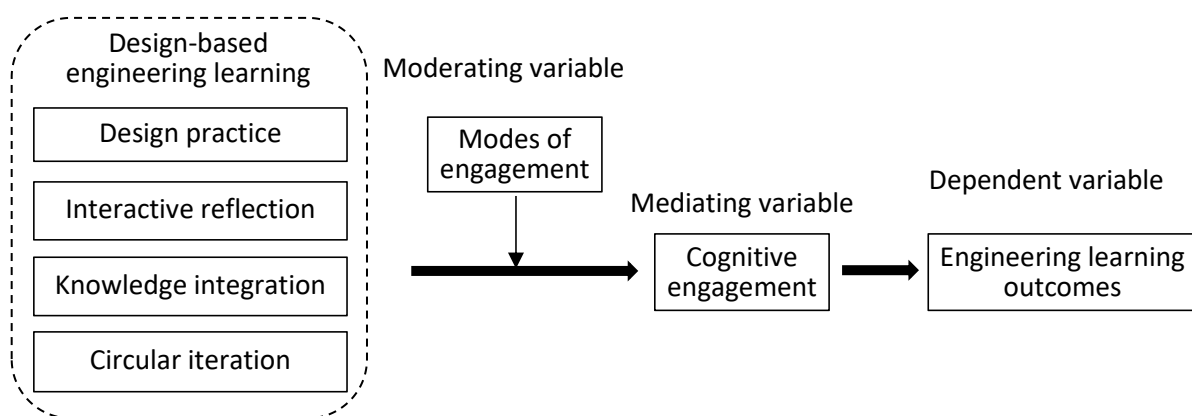 Design-based
engineering learning
Design practice
Interactive reflection
Knowledge integration
Circular iteration
Moderating variable
Modes of
engagement
Mediating variable
Cognitive
engagement
Dependent variable
Engineering learning
outcomes